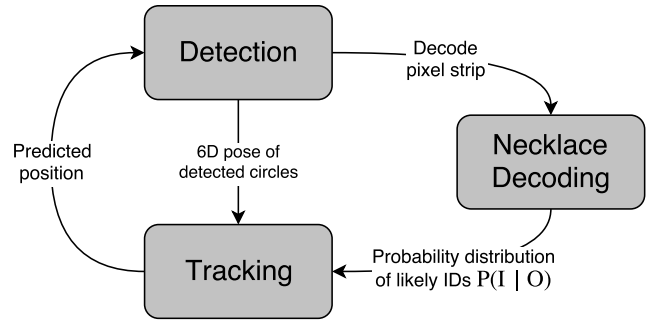 Detection
Decode
pixel strip
Predicted
position
6D pose of
detected circles
Necklace
Decoding
Tracking
Probability distribution
of likely IDs P(I | O)